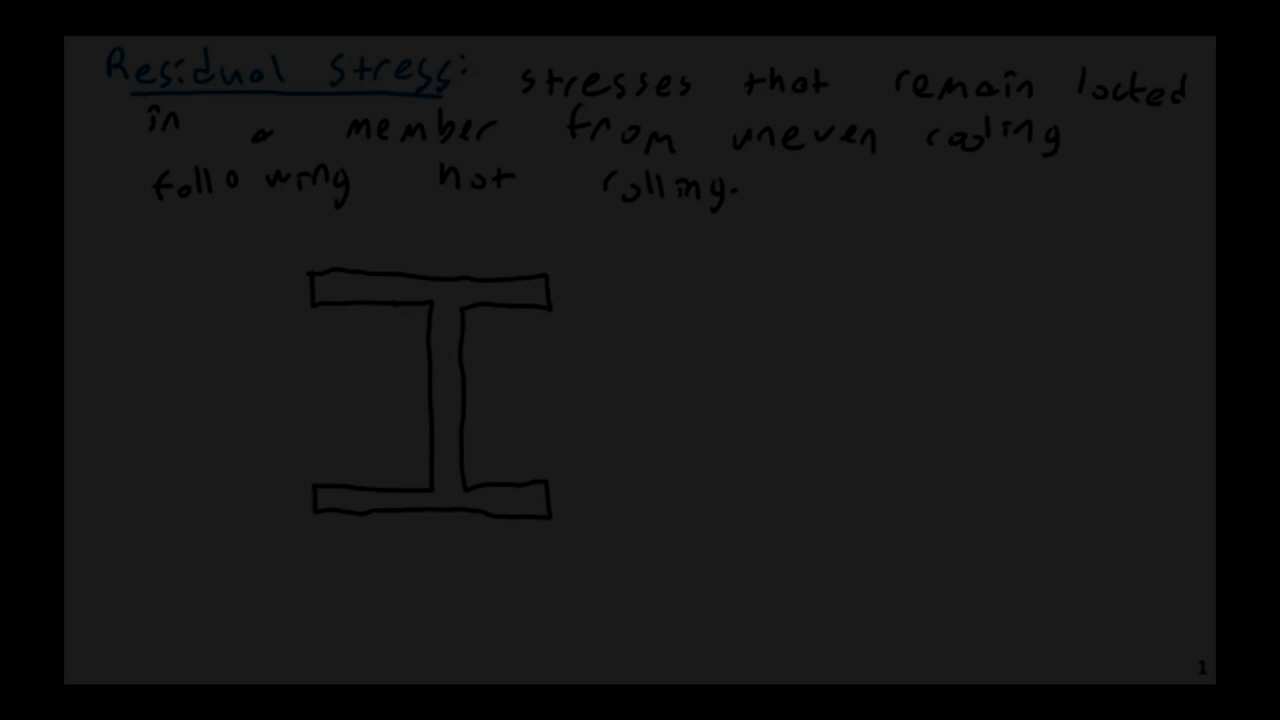 Residual stress: stresses that remain locked
in a member from uneven cooling
following hot rolling.
1